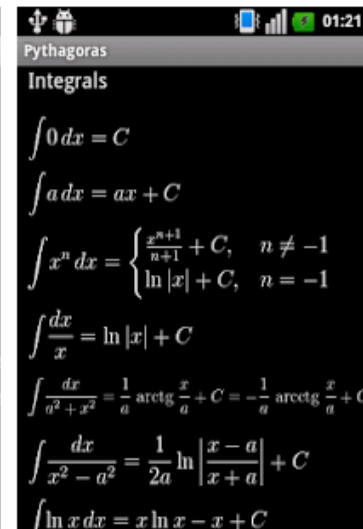 01:21
Pythagoras
Integrals
∫0 dx = C
∫a dx = ax + C
∫xⁿ dx = { xⁿ⁺¹/(n+1) + C, n ≠ −1
ln |x| + C, n = −1
∫dx/x = ln |x| + C
∫dx/(a² + x²) = 1/a arctg x/a + C = −1/a arcctg x/a + C
∫dx/(x² − a²) = 1/2a ln |(x − a)/(x + a)| + C
∫ln x dx = x ln x − x + C